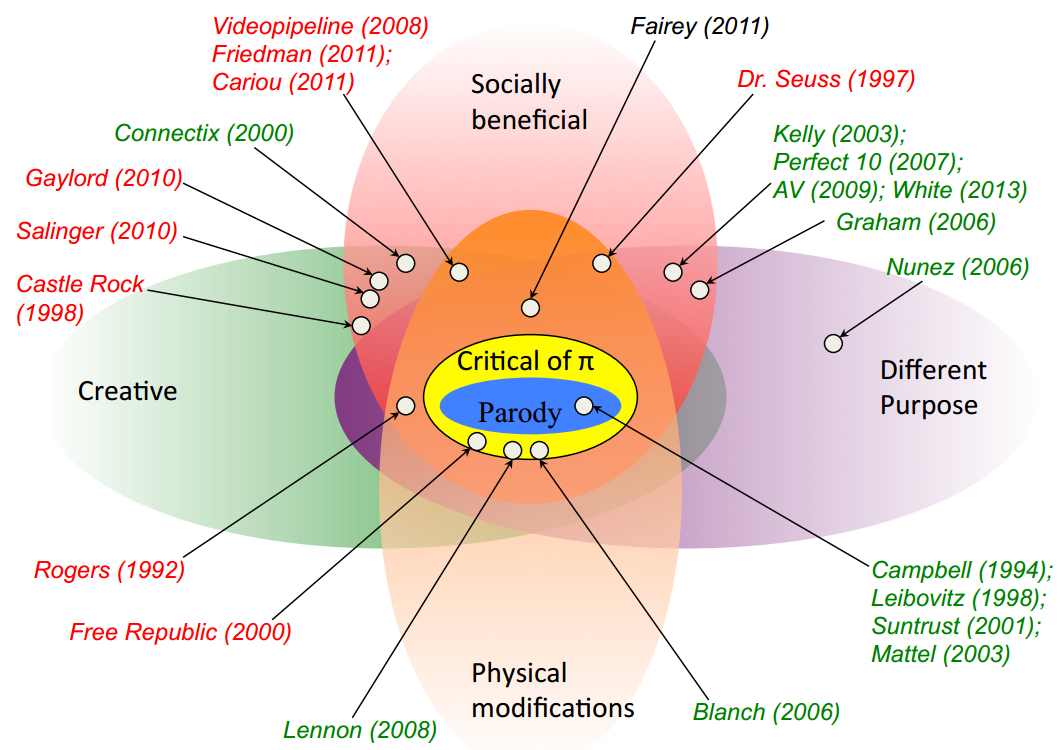 Videopipeline (2008)
Friedman (2011);
Cariou (2011)
Fairey (2011)
Socially
beneficial
Dr. Seuss (1997)
Connectix (2000)
Kelly (2003);
Perfect 10 (2007);
AV (2009); White (2013)
Gaylord (2010)
Graham (2006)
Salinger (2010)
Nunez (2006)
Castle Rock
(1998)
Critical of π
Creative
Different
Purpose
Parody
Rogers (1992)
Campbell (1994);
Leibovitz (1998);
Suntrust (2001);
Mattel (2003)
Free Republic (2000)
Physical
modifications
Lennon (2008)
Blanch (2006)